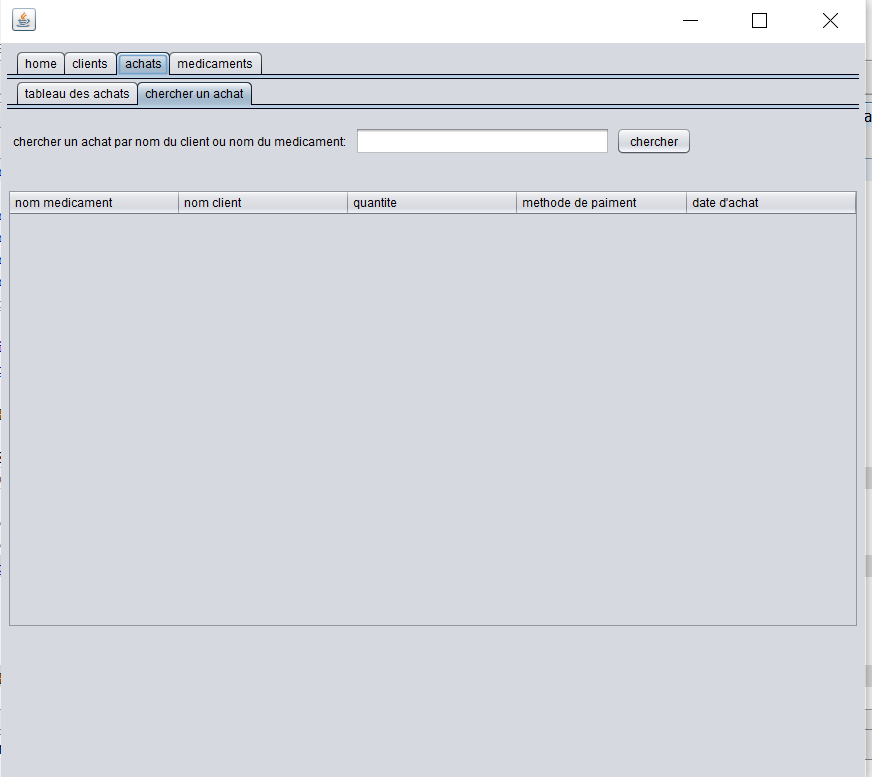 home clients achats medicaments
tableau des achats chercher un achat
chercher un achat par nom du client ou nom du medicament: chercher
nom medicament nom client quantite methode de paiment date d'achat